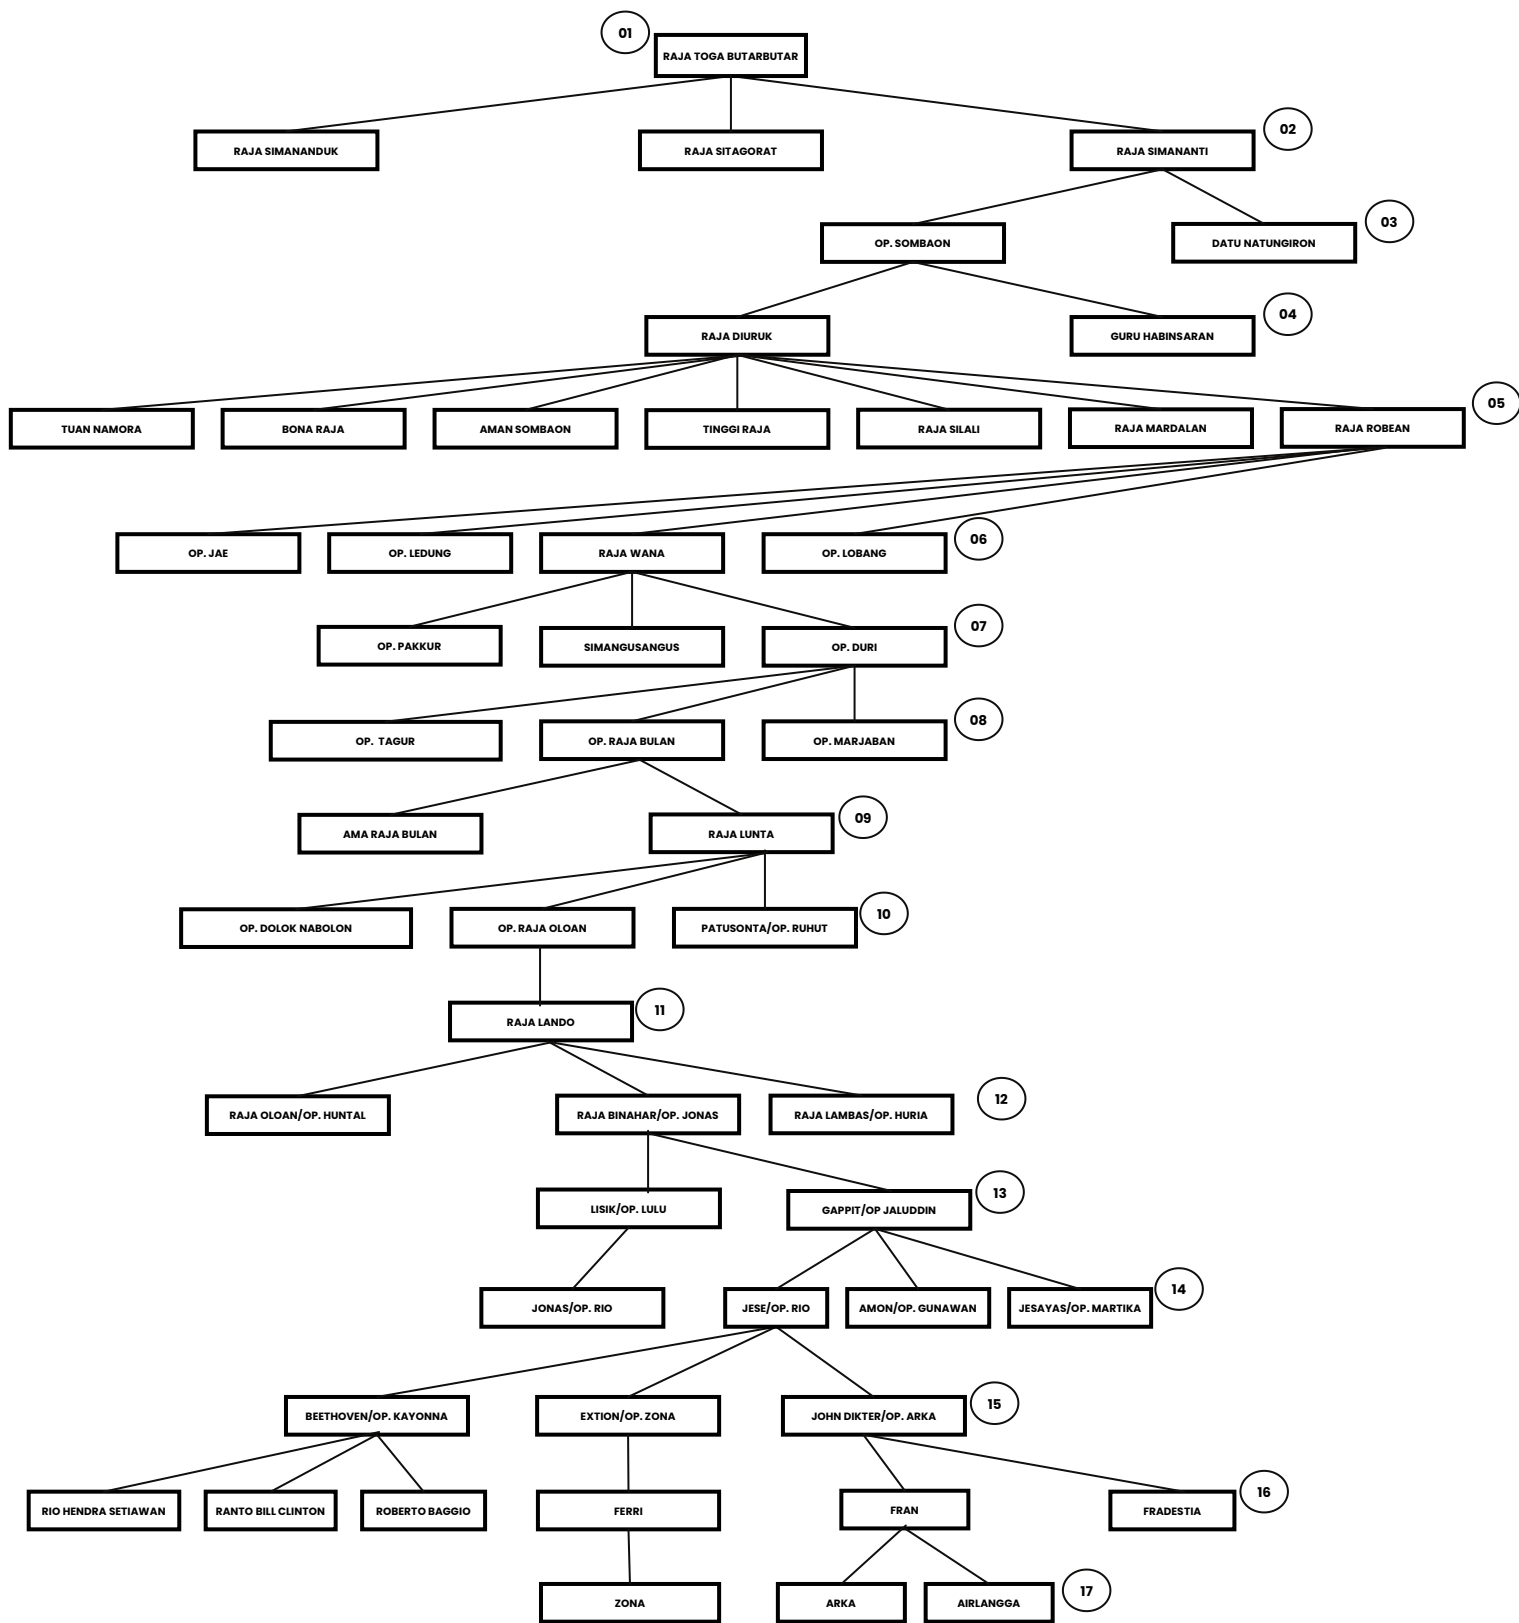 01
RAJA TOGA BUTARBUTAR
02
RAJA SIMANANDUK
RAJA SITAGORAT
RAJA SIMANANTI
03
OP. SOMBAON
DATU NATUNGIRON
04
RAJA DIURUK
GURU HABINSARAN
05
TUAN NAMORA
BONA RAJA
AMAN SOMBAON
TINGGI RAJA
RAJA SILALI
RAJA MARDALAN
RAJA ROBEAN
06
OP. JAE
OP. LEDUNG
RAJA WANA
OP. LOBANG
07
OP. PAKKUR
SIMANGUSANGUS
OP. DURI
08
OP. TAGUR
OP. RAJA BULAN
OP. MARJABAN
09
AMA RAJA BULAN
RAJA LUNTA
10
OP. DOLOK NABOLON
OP. RAJA OLOAN
PATUSONTA/OP. RUHUT
11
RAJA LANDO
12
RAJA OLOAN/OP. HUNTAL
RAJA BINAHAR/OP. JONAS
RAJA LAMBAS/OP. HURIA
13
LISIK/OP. LULU
GAPPIT/OP JALUDDIN
14
JONAS/OP. RIO
JESE/OP. RIO
AMON/OP. GUNAWAN
JESAYAS/OP. MARTIKA
15
BEETHOVEN/OP. KAYONNA
EXTION/OP. ZONA
JOHN DIKTER/OP. ARKA
16
RIO HENDRA SETIAWAN
RANTO BILL CLINTON
ROBERTO BAGGIO
FERRI
FRAN
FRADESTIA
17
ZONA
ARKA
AIRLANGGA